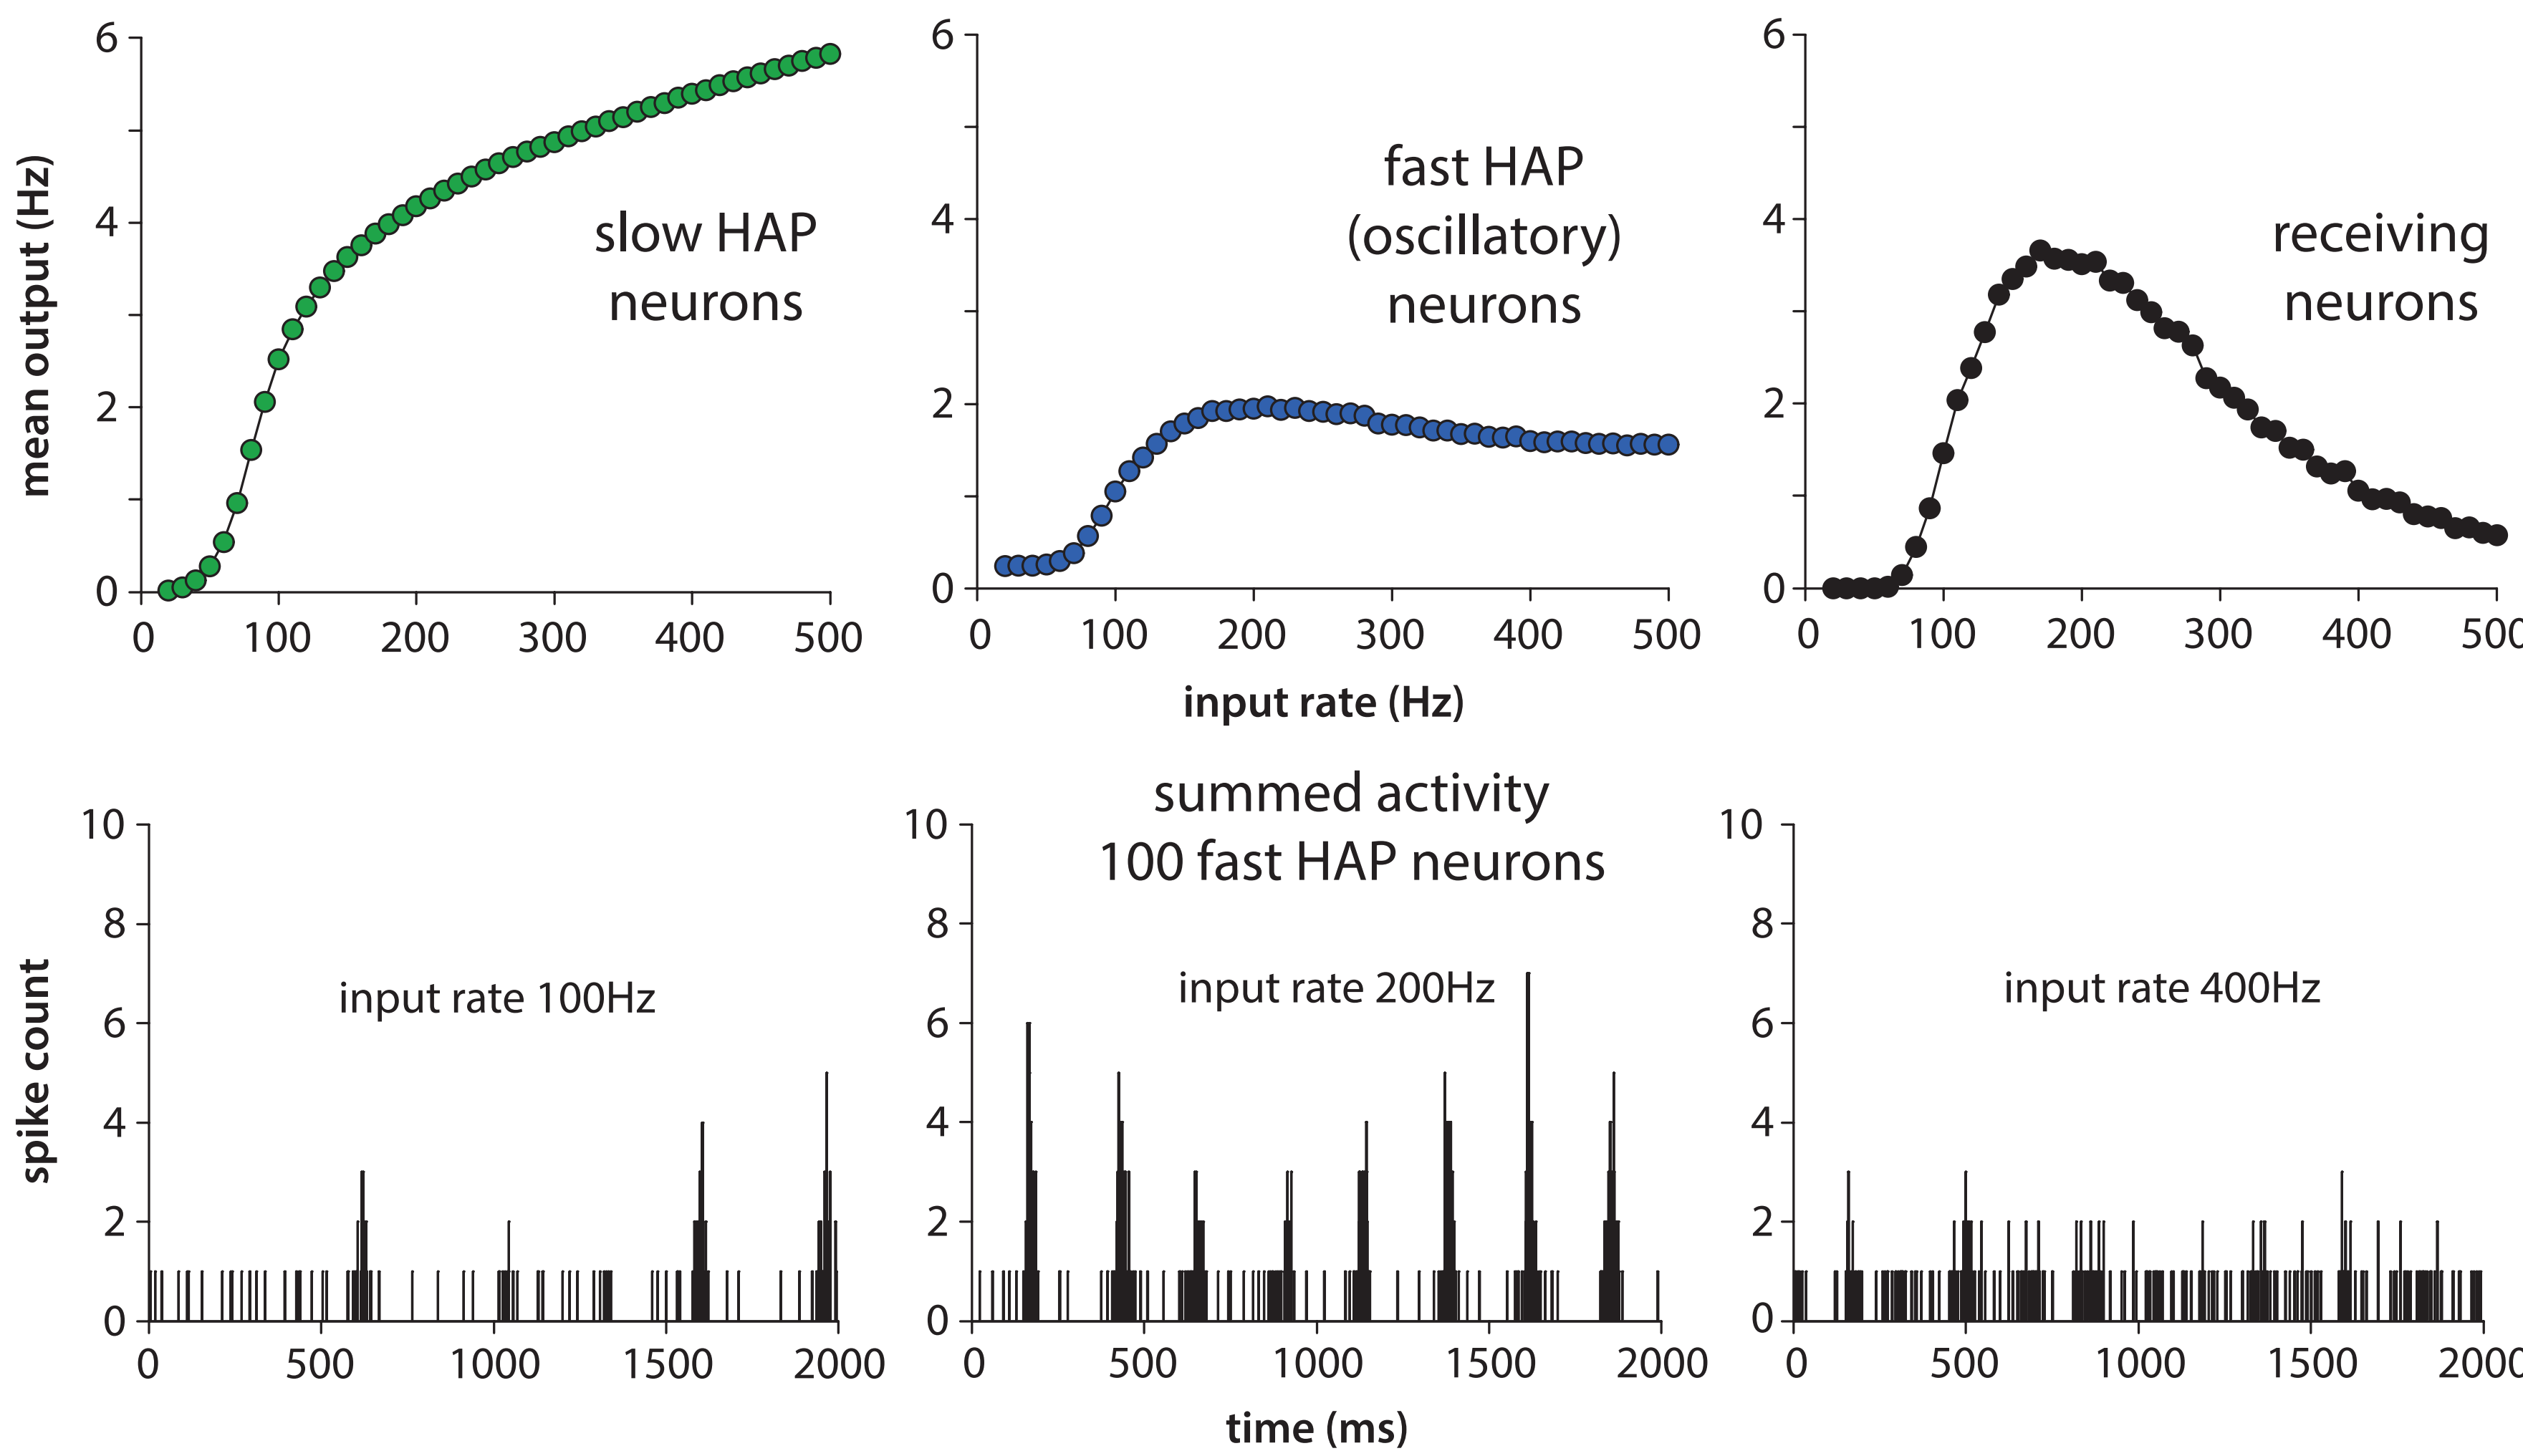 6
4
2
0
mean output (Hz)
slow HAP
neurons
0 100 200 300 400 500
6
4
2
0
fast HAP
(oscillatory)
neurons
0 100 200 300 400 500
6
4
2
0
receiving
neurons
0 100 200 300 400 500
input rate (Hz)
summed activity
100 fast HAP neurons
10
8
6
4
2
0
spike count
input rate 100Hz
0 500 1000 1500 2000
10
8
6
4
2
0
input rate 200Hz
0 500 1000 1500 2000
10
8
6
4
2
0
input rate 400Hz
0 500 1000 1500 2000
time (ms)